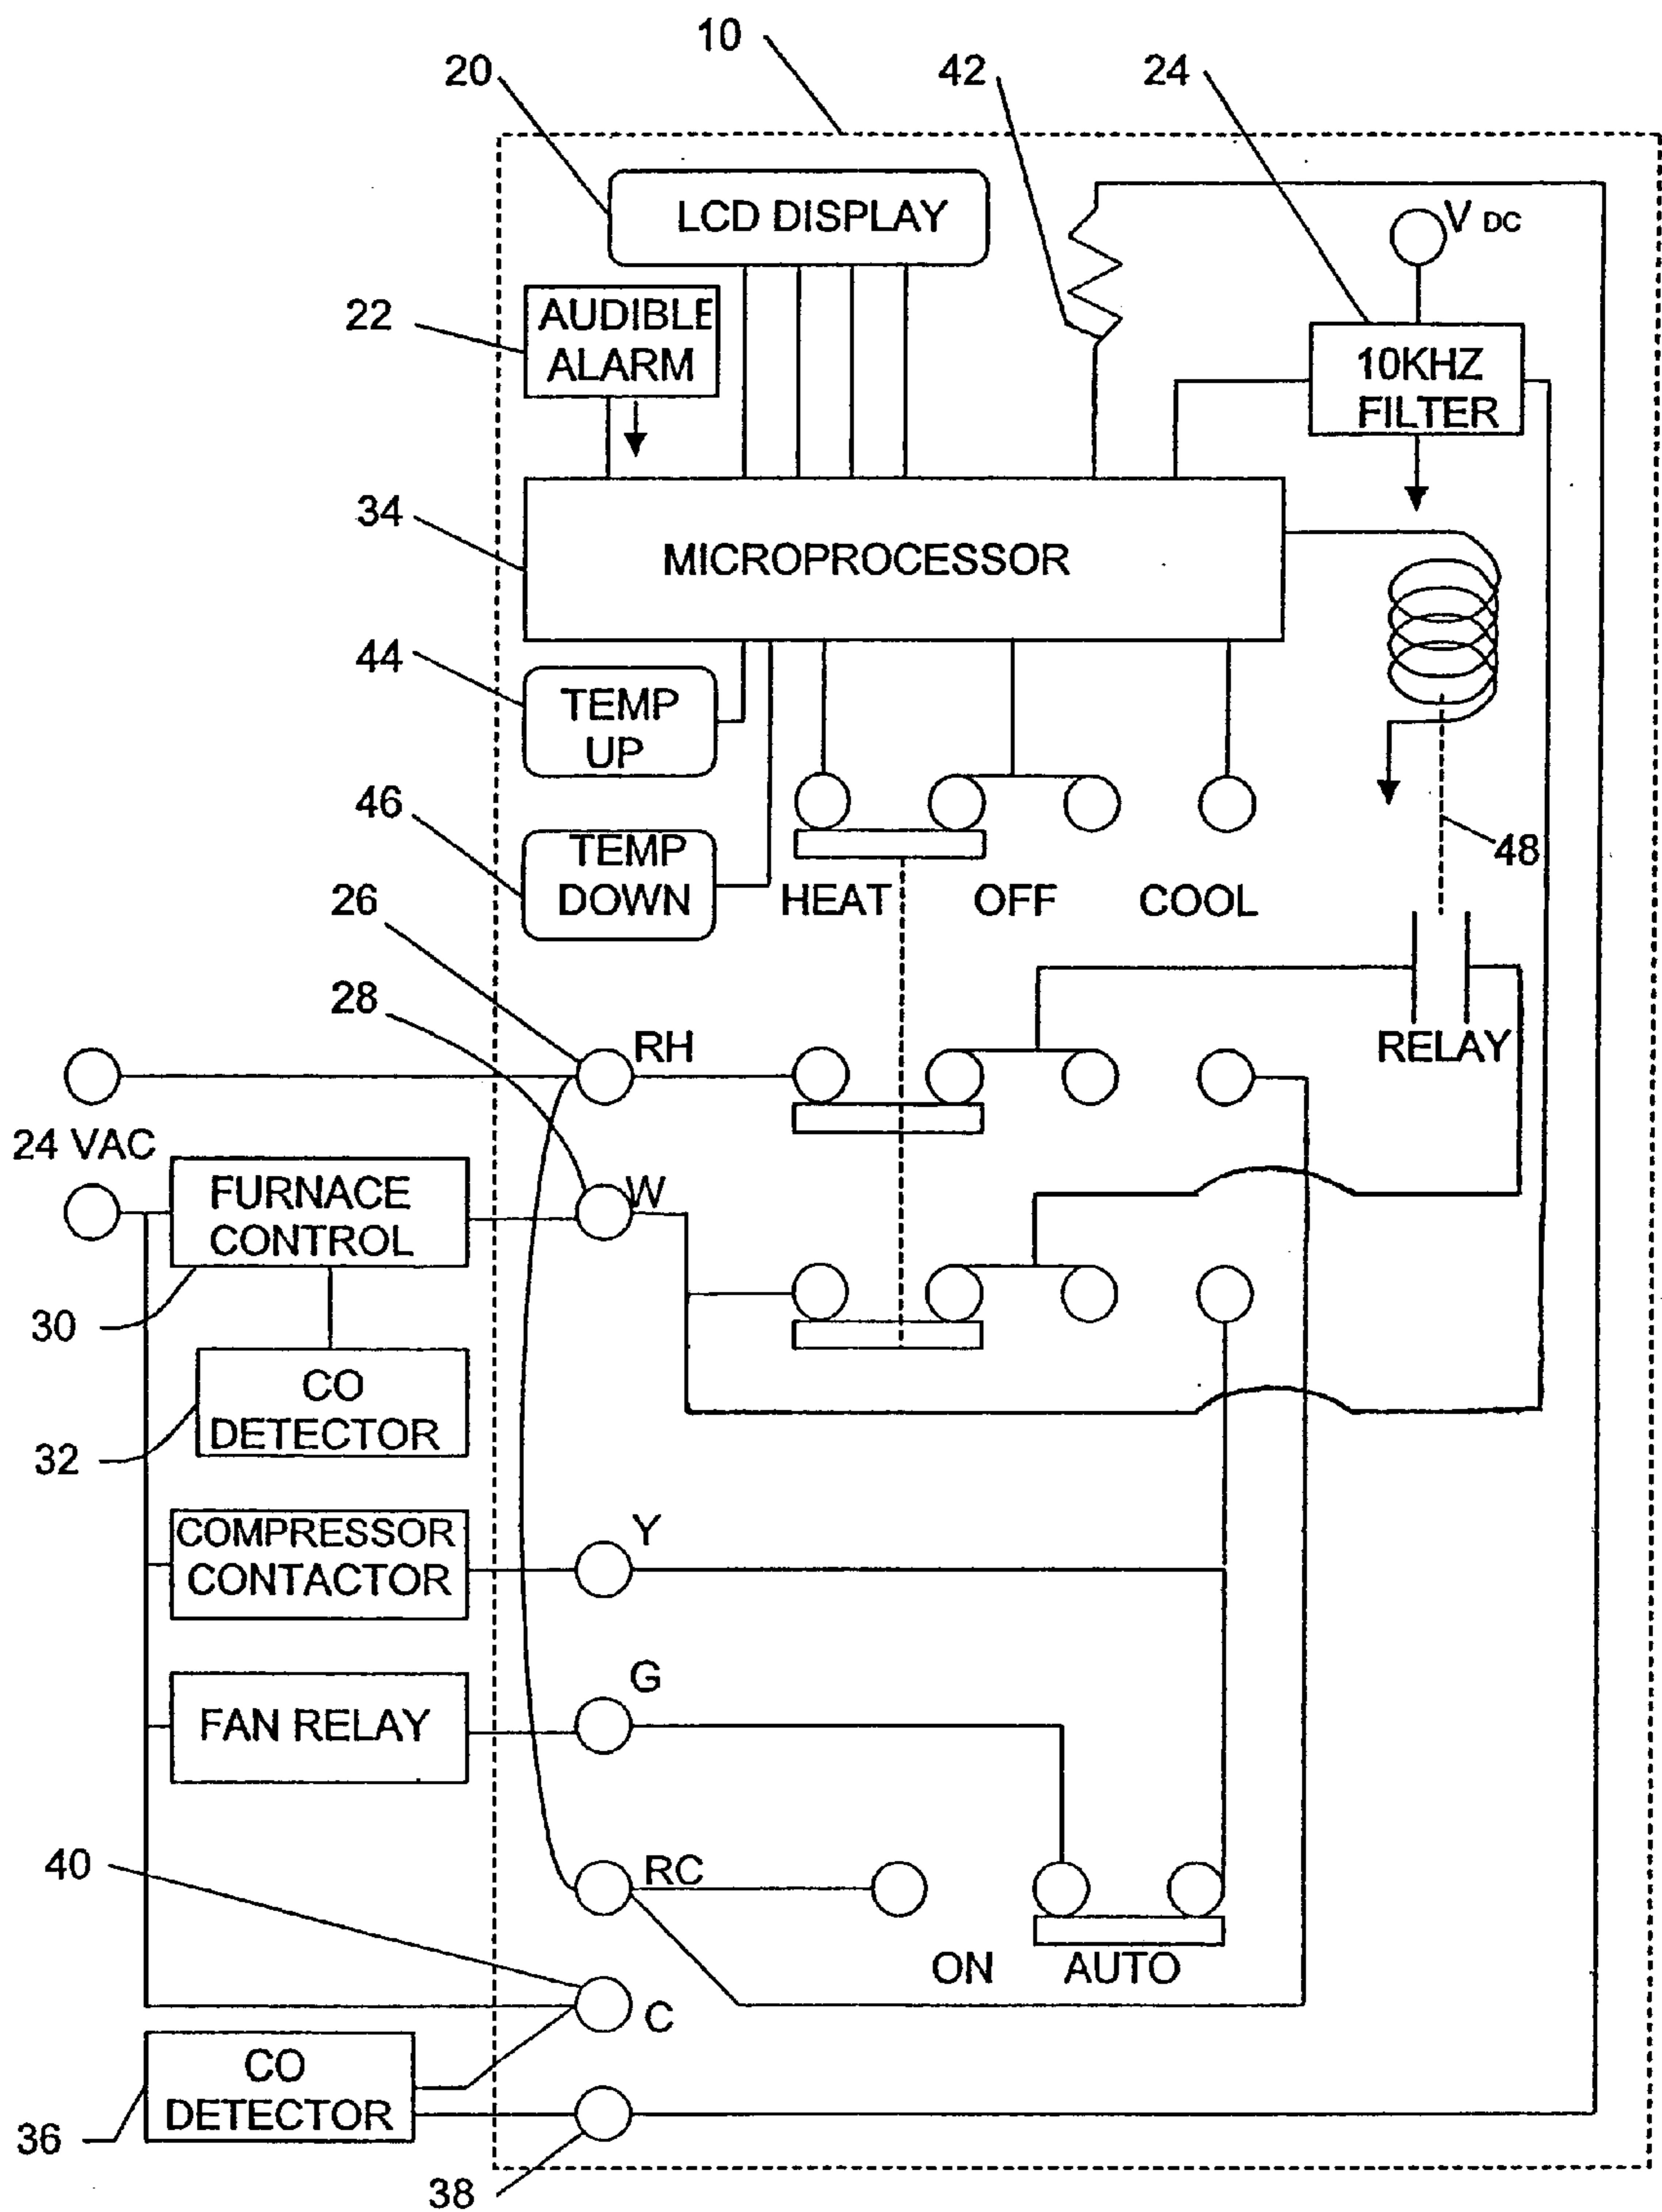 10
20
42
24
LCD DISPLAY
V DC
22
AUDIBLE
ALARM
10KHZ
FILTER
34
MICROPROCESSOR
44
TEMP
UP
46
TEMP
DOWN
48
26
HEAT
OFF
COOL
28
RH
RELAY
24 VAC
W
FURNACE
CONTROL
30
CO
DETECTOR
32
COMPRESSOR
CONTACTOR
Y
G
FAN RELAY
40
RC
ON
AUTO
C
CO
DETECTOR
36
38